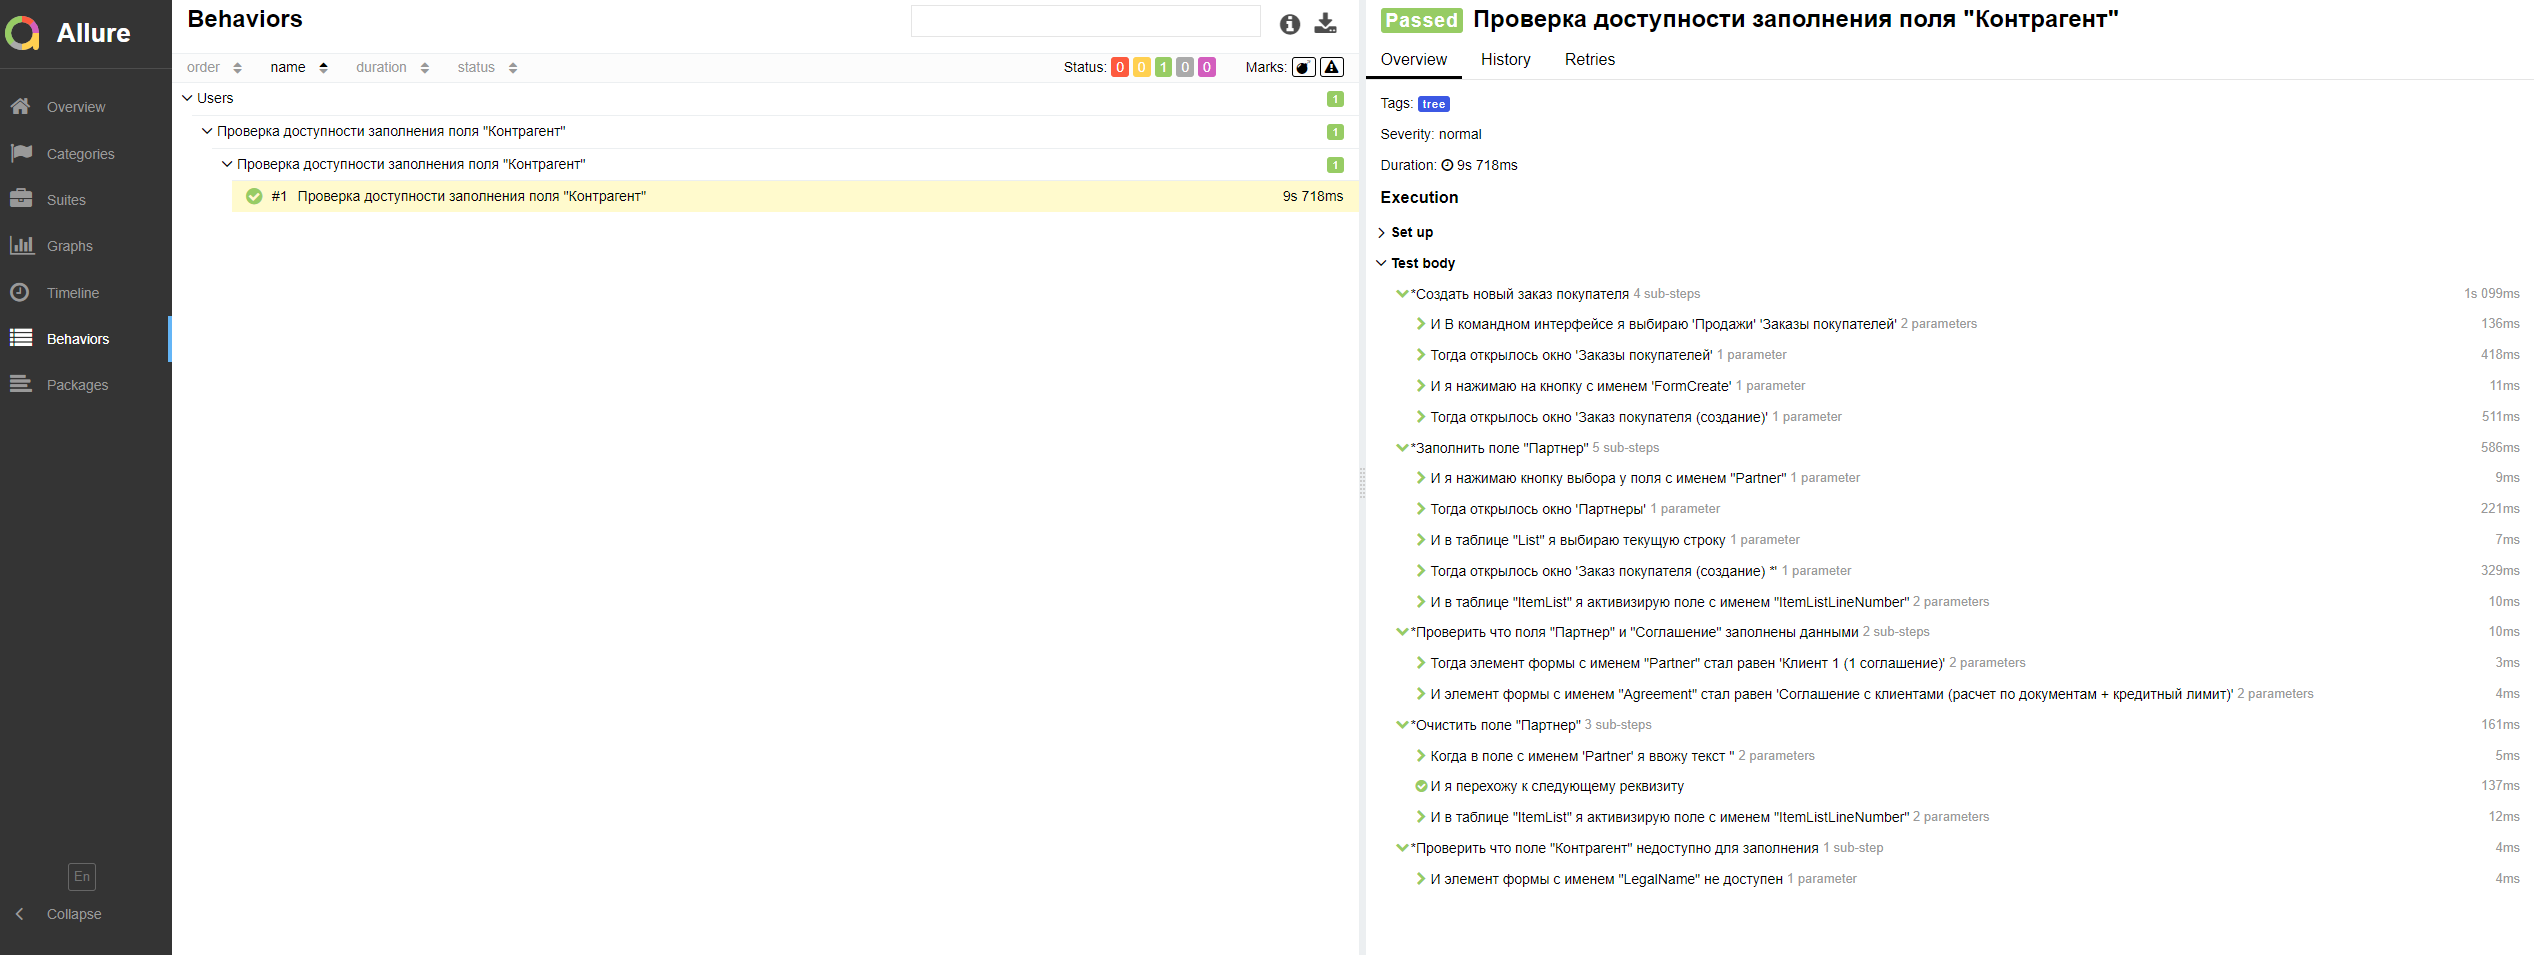 Allure
Overview
Categories
Suites
Graphs
Timeline
Behaviors
Packages
En
Collapse
Behaviors
order name duration status Status: 0 0 1 0 0 Marks:
Users 1
Проверка доступности заполнения поля "Контрагент" 1
Проверка доступности заполнения поля "Контрагент" 1
#1 Проверка доступности заполнения поля "Контрагент" 9s 718ms
Passed Проверка доступности заполнения поля "Контрагент"
Overview History Retries
Tags: tree
Severity: normal
Duration: 9s 718ms
Execution
Set up
Test body
*Создать новый заказ покупателя 4 sub-steps 1s 099ms
И В командном интерфейсе я выбираю 'Продажи' 'Заказы покупателей' 2 parameters 136ms
Тогда открылось окно 'Заказы покупателей' 1 parameter 418ms
И я нажимаю на кнопку с именем 'FormCreate' 1 parameter 11ms
Тогда открылось окно 'Заказ покупателя (создание)' 1 parameter 511ms
*Заполнить поле "Партнер" 5 sub-steps 586ms
И я нажимаю кнопку выбора у поля с именем "Partner" 1 parameter 9ms
Тогда открылось окно 'Партнеры' 1 parameter 221ms
И в таблице "List" я выбираю текущую строку 1 parameter 7ms
Тогда открылось окно 'Заказ покупателя (создание) *' 1 parameter 329ms
И в таблице "ItemList" я активизирую поле с именем "ItemListLineNumber" 2 parameters 10ms
*Проверить что поля "Партнер" и "Соглашение" заполнены данными 2 sub-steps 10ms
Тогда элемент формы с именем "Partner" стал равен 'Клиент 1 (1 соглашение)' 2 parameters 3ms
И элемент формы с именем "Agreement" стал равен 'Соглашение с клиентами (расчет по документам + кредитный лимит)' 2 parameters 4ms
*Очистить поле "Партнер" 3 sub-steps 161ms
Когда в поле с именем 'Partner' я ввожу текст '' 2 parameters 5ms
И я перехожу к следующему реквизиту 137ms
И в таблице "ItemList" я активизирую поле с именем "ItemListLineNumber" 2 parameters 12ms
*Проверить что поле "Контрагент" недоступно для заполнения 1 sub-step 4ms
И элемент формы с именем "LegalName" не доступен 1 parameter 4ms